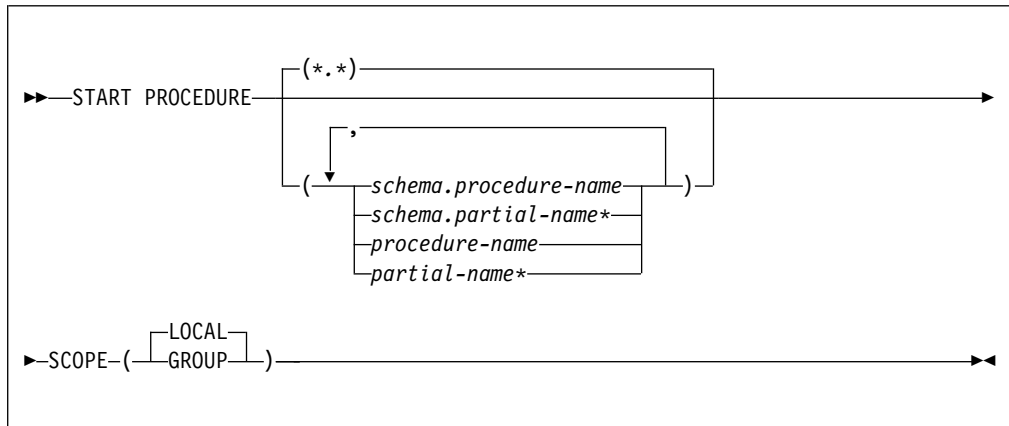 (*.*)
START PROCEDURE
,
( schema.procedure-name )
schema.partial-name*
procedure-name
partial-name*
LOCAL
SCOPE ( GROUP )